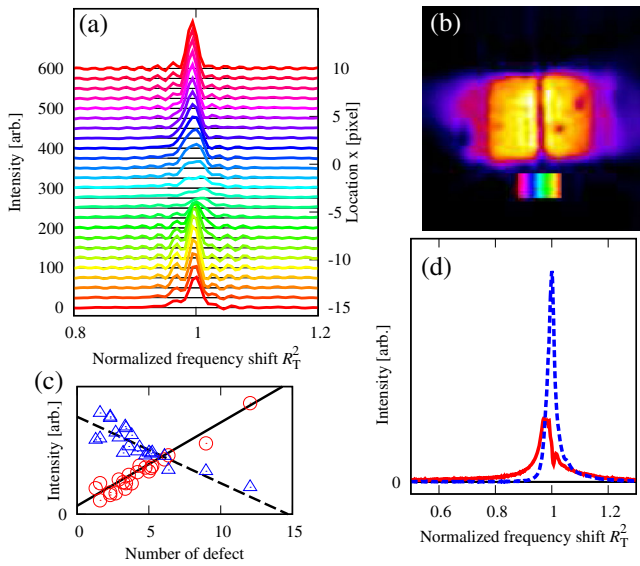 (a)
Intensity [arb.]
600
500
400
300
200
100
0
10
5
0
-5
-10
-15
Location x [pixel]
0.8
1
1.2
Normalized frequency shift R_T^2
(b)
(c)
Intensity [arb.]
0
0
5
10
15
Number of defect
(d)
Intensity [arb.]
0
0.6
0.8
1
1.2
Normalized frequency shift R_T^2